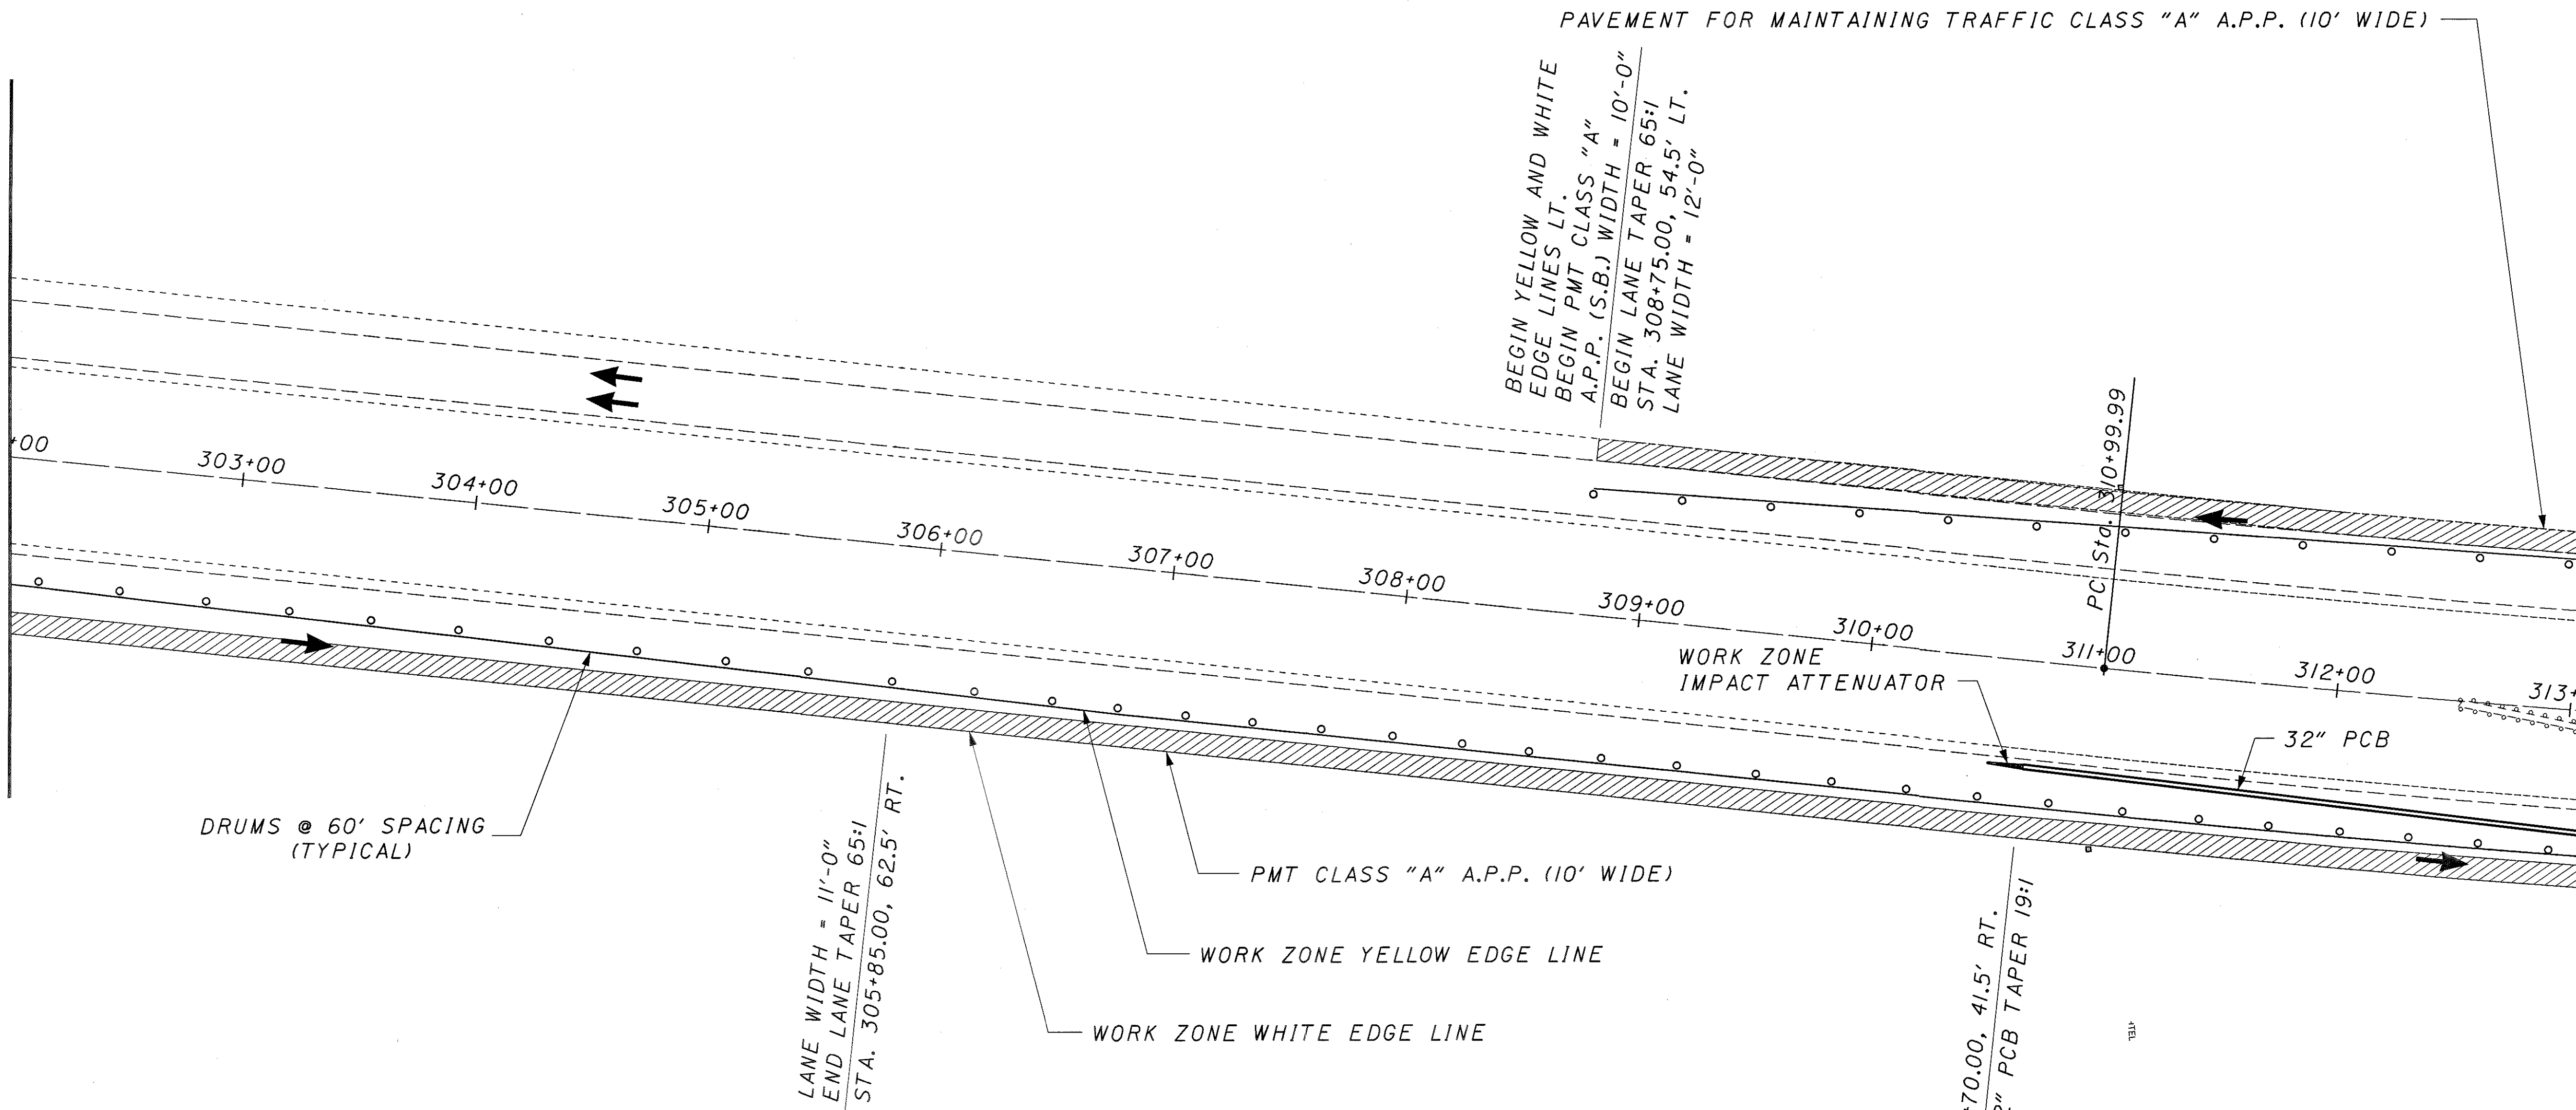 PAVEMENT FOR MAINTAINING TRAFFIC CLASS "A" A.P.P. (10' WIDE)
BEGIN YELLOW AND WHITE
EDGE LINES LT.
BEGIN PMT CLASS "A"
A.P.P. (S.B.) WIDTH = 10'-0"
BEGIN LANE TAPER 65:1
STA. 308+75.00, 54.5' LT.
LANE WIDTH = 12'-0"
PC Sta. 310+99.99
+00
303+00
304+00
305+00
306+00
307+00
308+00
309+00
310+00
311+00
312+00
313+
WORK ZONE
IMPACT ATTENUATOR
32" PCB
DRUMS @ 60' SPACING
(TYPICAL)
LANE WIDTH = 11'-0"
END LANE TAPER 65:1
STA. 305+85.00, 62.5' RT.
PMT CLASS "A" A.P.P. (10' WIDE)
WORK ZONE YELLOW EDGE LINE
WORK ZONE WHITE EDGE LINE
+70.00, 41.5' RT.
2" PCB TAPER 19:1
+TEL